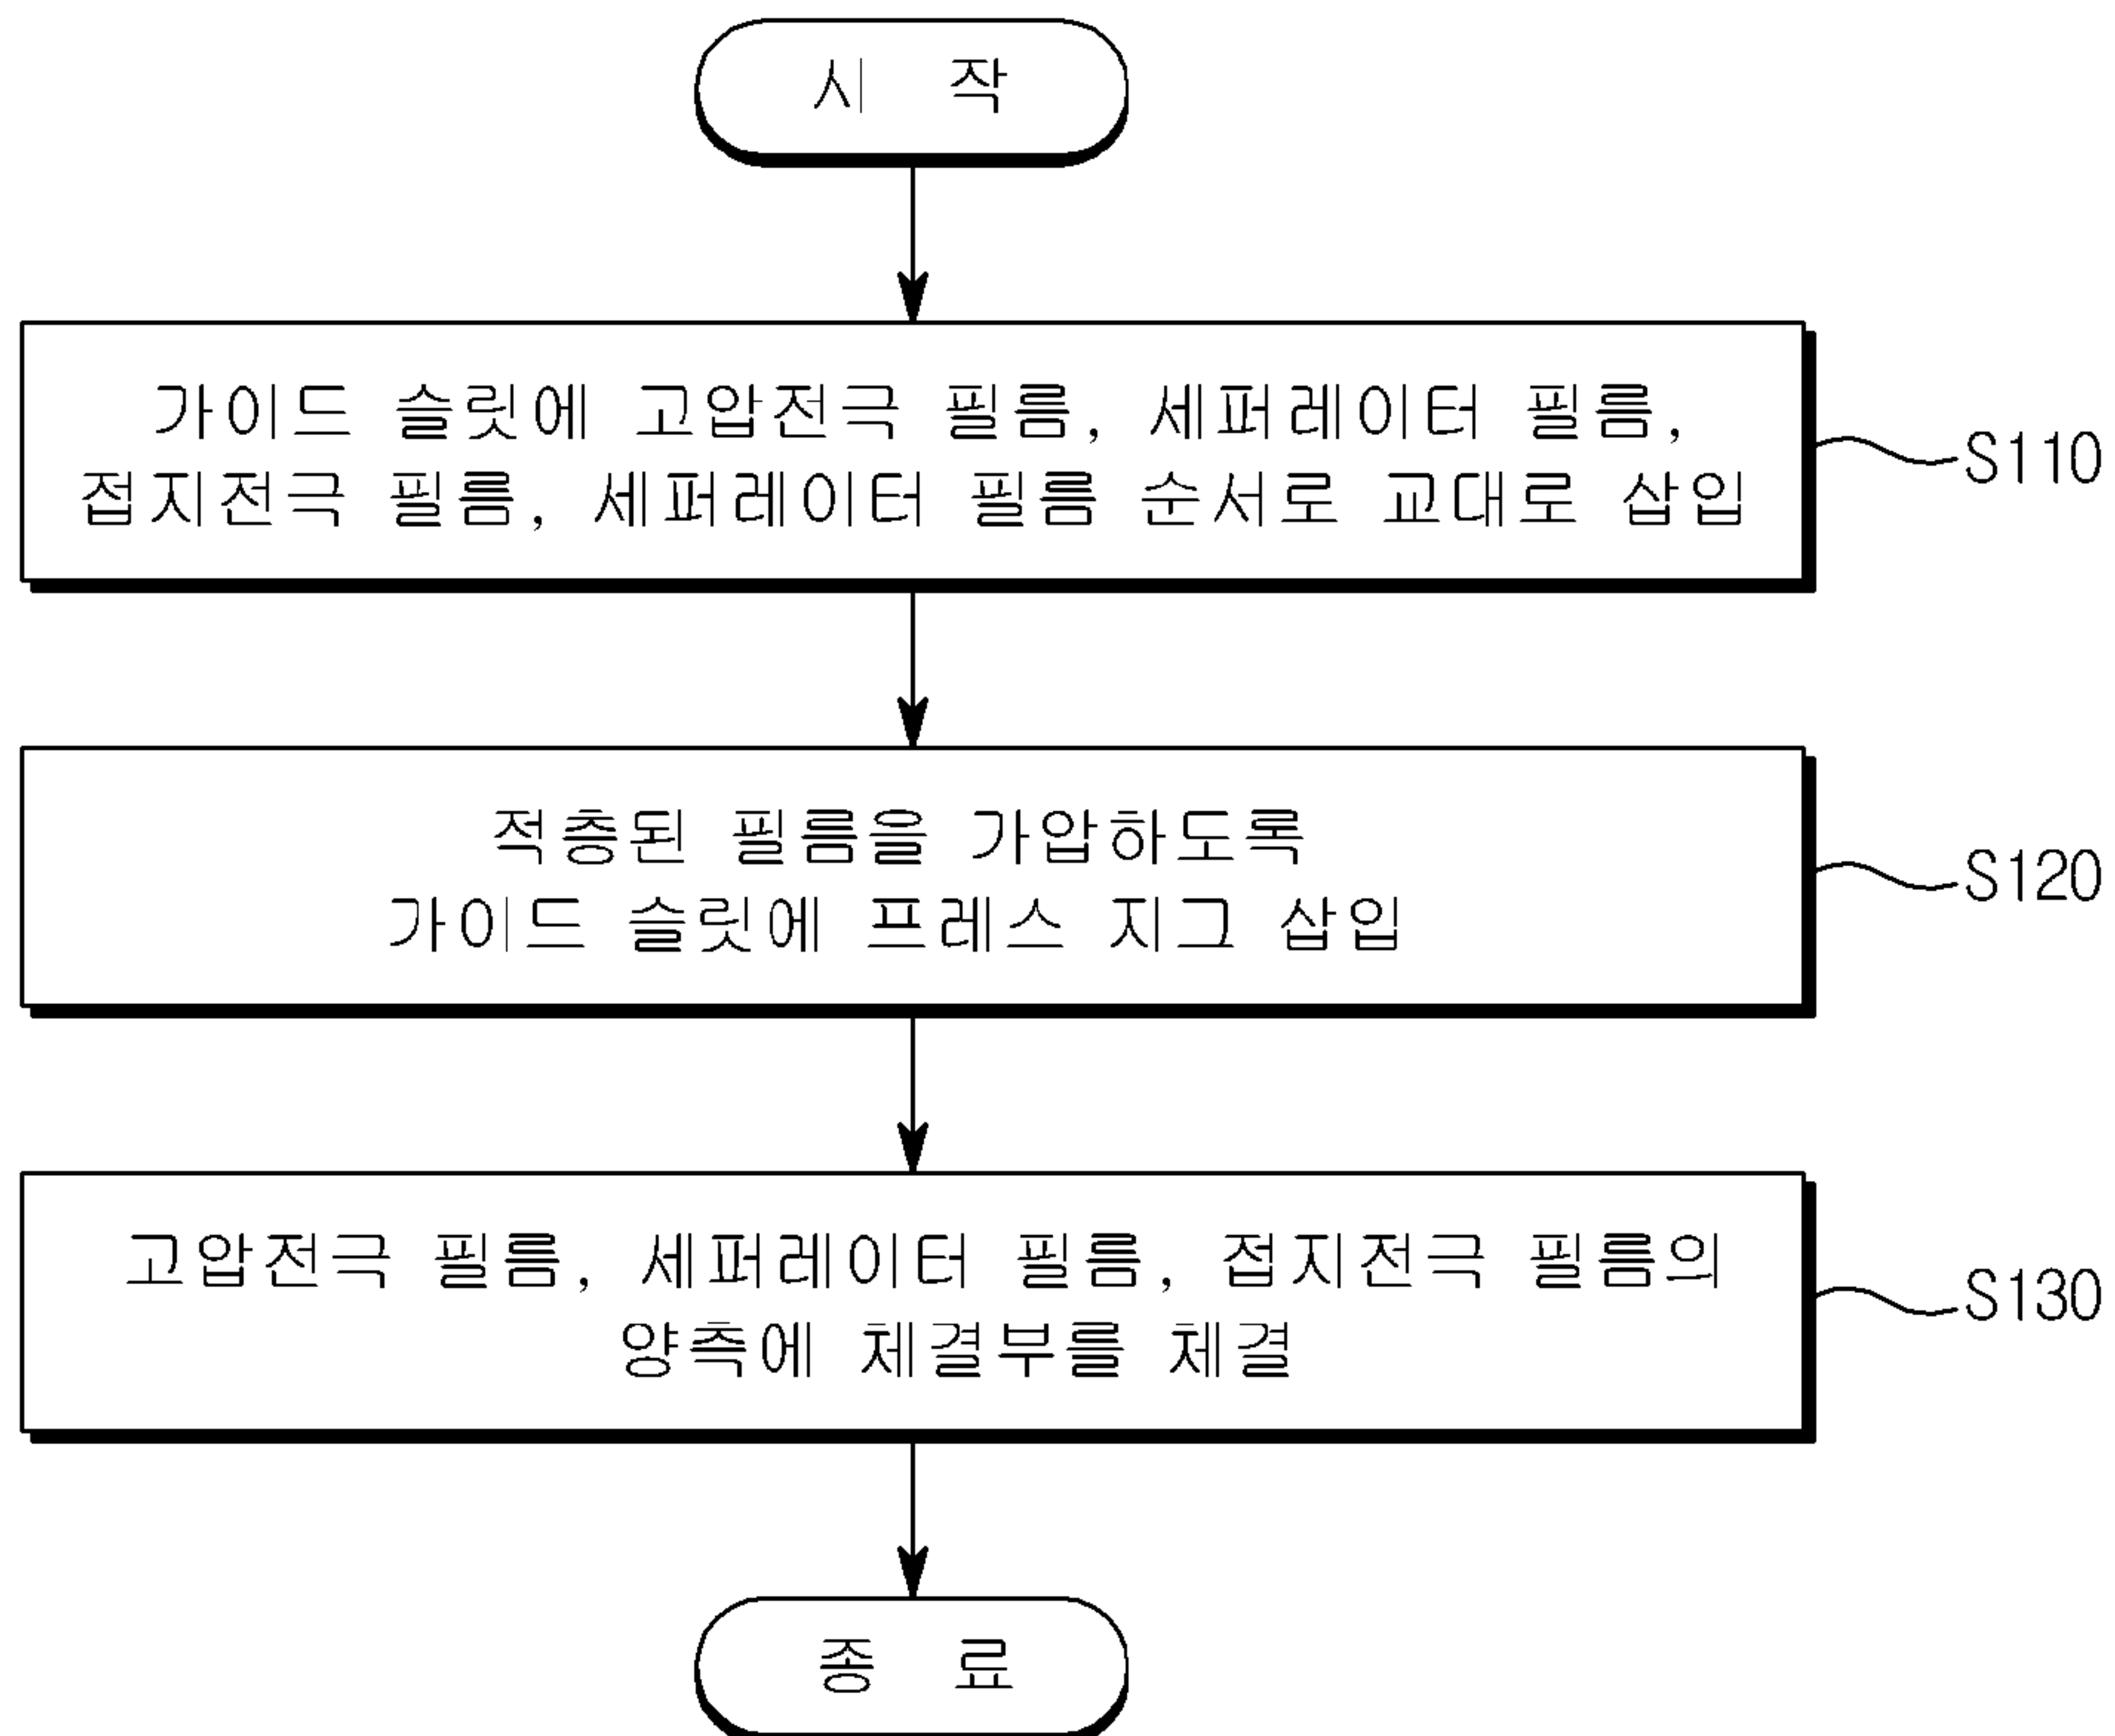 시 작
가이드 슬릿에 고압전극 필름, 세퍼레이터 필름,
접지전극 필름, 세퍼레이터 필름 순서로 교대로 삽입
S110
적층된 필름을 가압하도록
가이드 슬릿에 프레스 지그 삽입
S120
고압전극 필름, 세퍼레이터 필름, 접지전극 필름의
양측에 체결부를 체결
S130
종 료